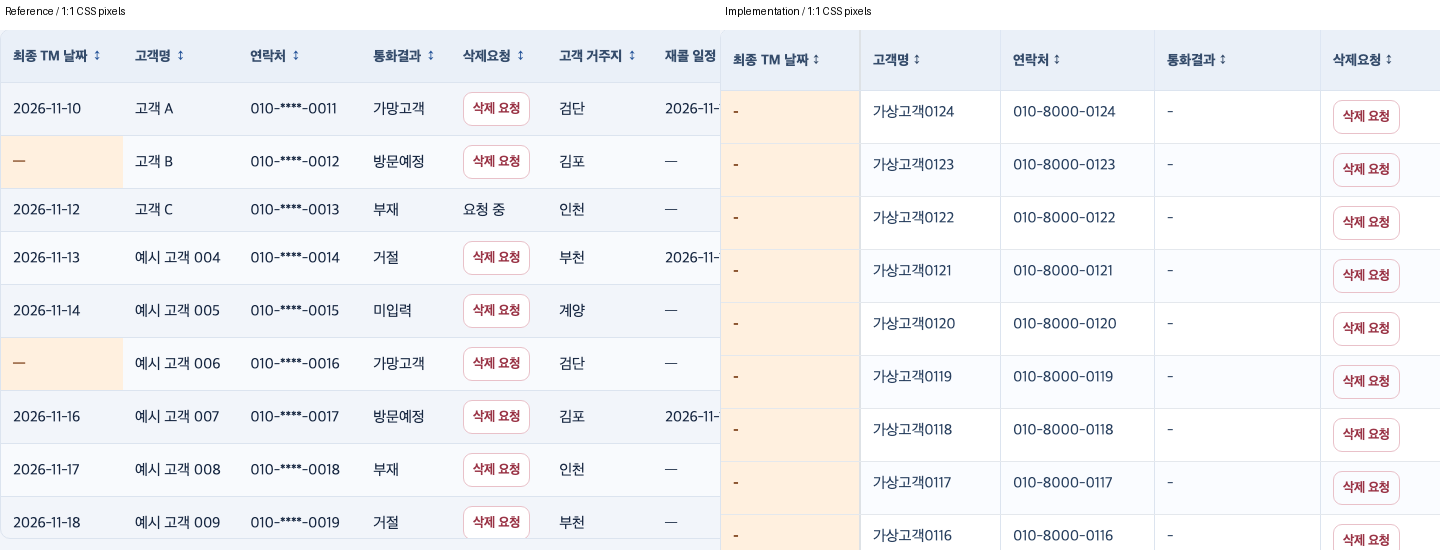 Reference / 1:1 CSS pixels
최종 TM 날짜 ↕ 고객명 ↕ 연락처 ↕ 통화결과 ↕ 삭제요청 ↕ 고객 거주지 ↕ 재콜 일정
2026-11-10 고객 A 010-****-0011 가망고객 삭제 요청 검단 2026-11-
— 고객 B 010-****-0012 방문예정 삭제 요청 김포 —
2026-11-12 고객 C 010-****-0013 부재 요청 중 인천 —
2026-11-13 예시 고객 004 010-****-0014 거절 삭제 요청 부천 2026-11-
2026-11-14 예시 고객 005 010-****-0015 미입력 삭제 요청 계양 —
— 예시 고객 006 010-****-0016 가망고객 삭제 요청 검단 —
2026-11-16 예시 고객 007 010-****-0017 방문예정 삭제 요청 김포 2026-11-
2026-11-17 예시 고객 008 010-****-0018 부재 삭제 요청 인천 —
2026-11-18 예시 고객 009 010-****-0019 거절 삭제 요청 부천 —
Implementation / 1:1 CSS pixels
최종 TM 날짜 ↕ 고객명 ↕ 연락처 ↕ 통화결과 ↕ 삭제요청 ↕
- 가상고객0124 010-8000-0124 - 삭제 요청
- 가상고객0123 010-8000-0123 - 삭제 요청
- 가상고객0122 010-8000-0122 - 삭제 요청
- 가상고객0121 010-8000-0121 - 삭제 요청
- 가상고객0120 010-8000-0120 - 삭제 요청
- 가상고객0119 010-8000-0119 - 삭제 요청
- 가상고객0118 010-8000-0118 - 삭제 요청
- 가상고객0117 010-8000-0117 - 삭제 요청
- 가상고객0116 010-8000-0116 - 삭제 요청